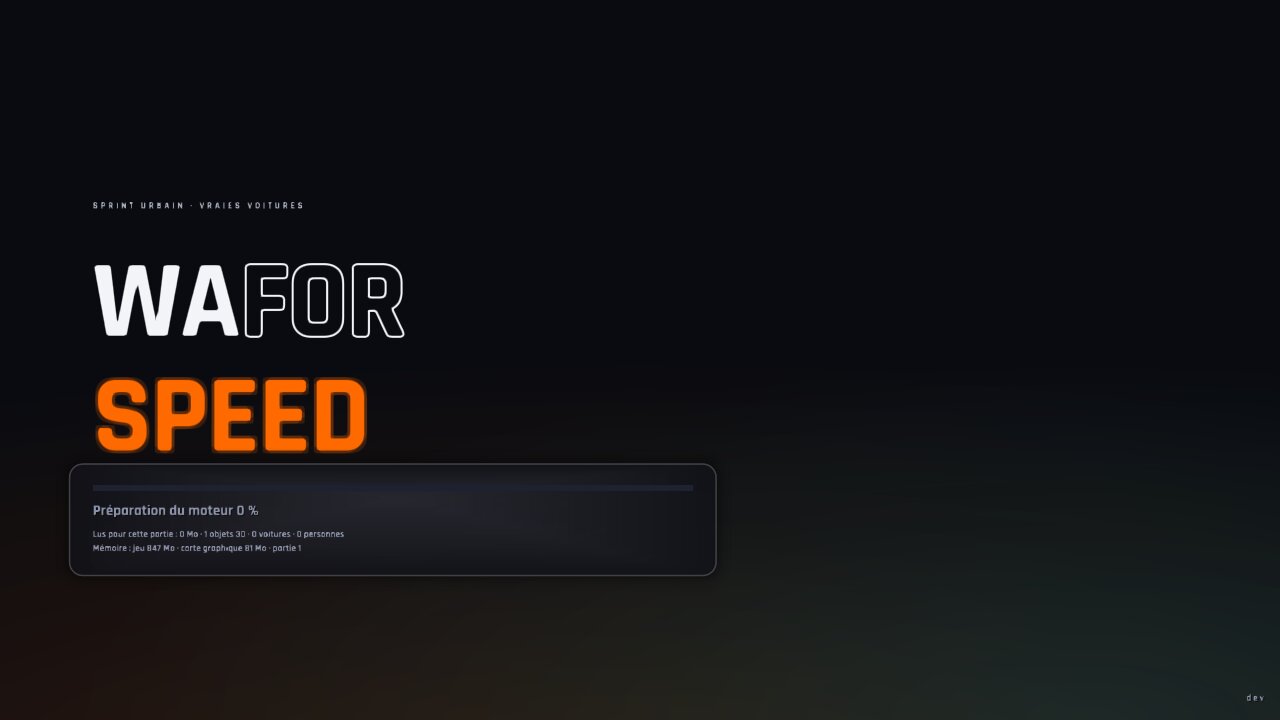 SPRINT URBAIN · VRAIES VOITURES
WAFOR
SPEED
Préparation du moteur 0 %
Lus pour cette partie : 0 Mo · 1 objets 3D · 0 voitures · 0 personnes
Mémoire : jeu 847 Mo · carte graphique 81 Mo · partie 1
dev